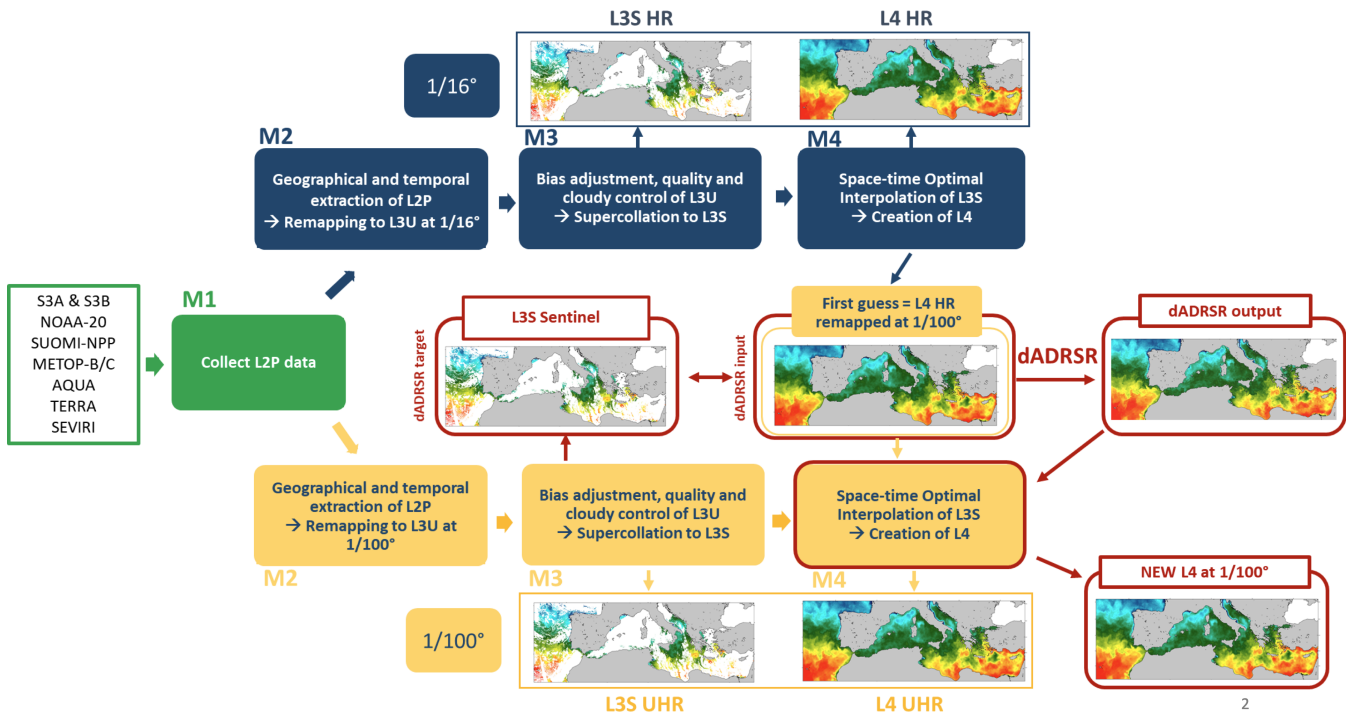 L3S HR
L4 HR
1/16°
M2
M3
M4
Geographical and temporal
extraction of L2P
→ Remapping to L3U at 1/16°
Bias adjustment, quality and
cloudy control of L3U
→ Supercollation to L3S
Space-time Optimal
Interpolation of L3S
→ Creation of L4
S3A & S3B
NOAA-20
SUOMI-NPP
METOP-B/C
AQUA
TERRA
SEVIRI
M1
Collect L2P data
dADRSR target
L3S Sentinel
dADRSR input
First guess = L4 HR
remapped at 1/100°
dADRSR
dADRSR output
Geographical and temporal
extraction of L2P
→ Remapping to L3U at
1/100°
M2
Bias adjustment, quality and
cloudy control of L3U
→ Supercollation to L3S
M3
Space-time Optimal
Interpolation of L3S
→ Creation of L4
M4
NEW L4 at 1/100°
1/100°
L3S UHR
L4 UHR
2